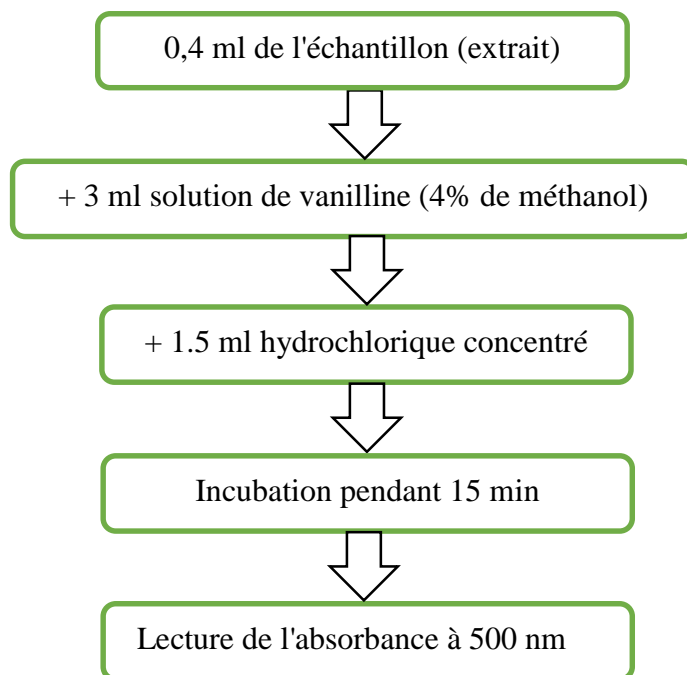 0,4 ml de l'échantillon (extrait)
+ 3 ml solution de vanilline (4% de méthanol)
+ 1.5 ml hydrochlorique concentré
Incubation pendant 15 min
Lecture de l'absorbance à 500 nm